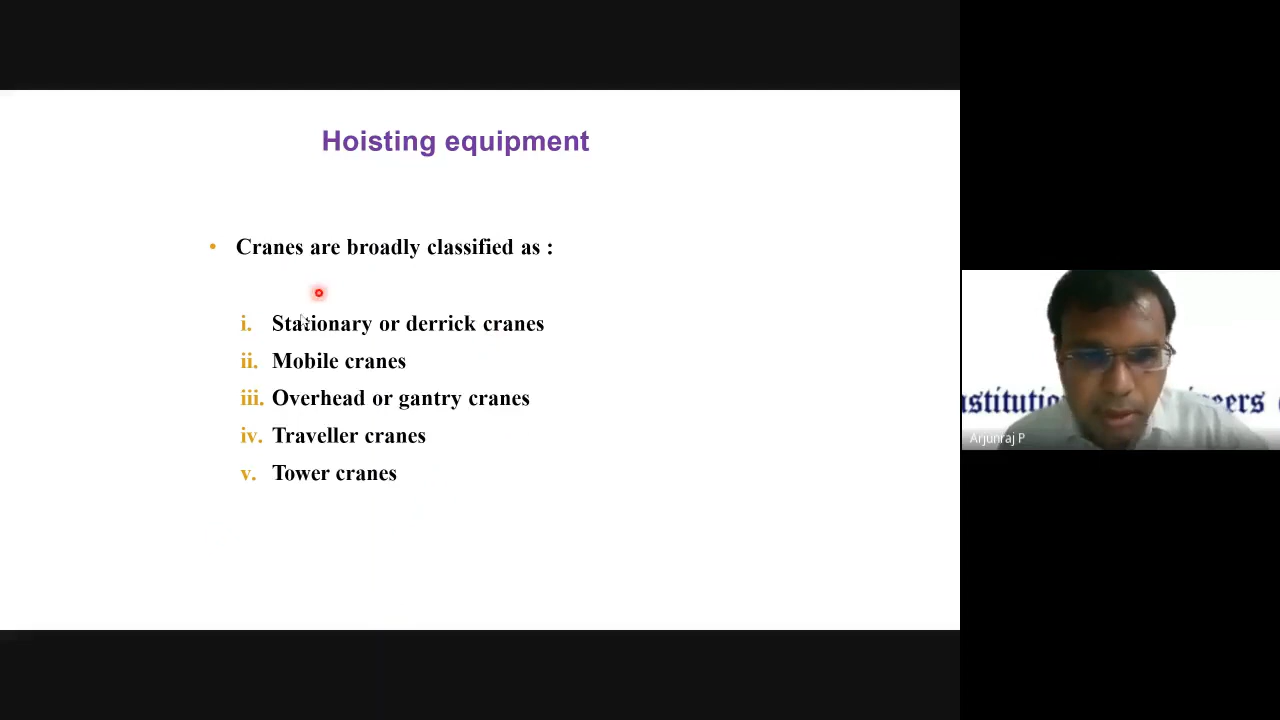 Hoisting equipment
• Cranes are broadly classified as :
i. Stationary or derrick cranes
ii. Mobile cranes
iii. Overhead or gantry cranes
iv. Traveller cranes
v. Tower cranes
Arjunraj P